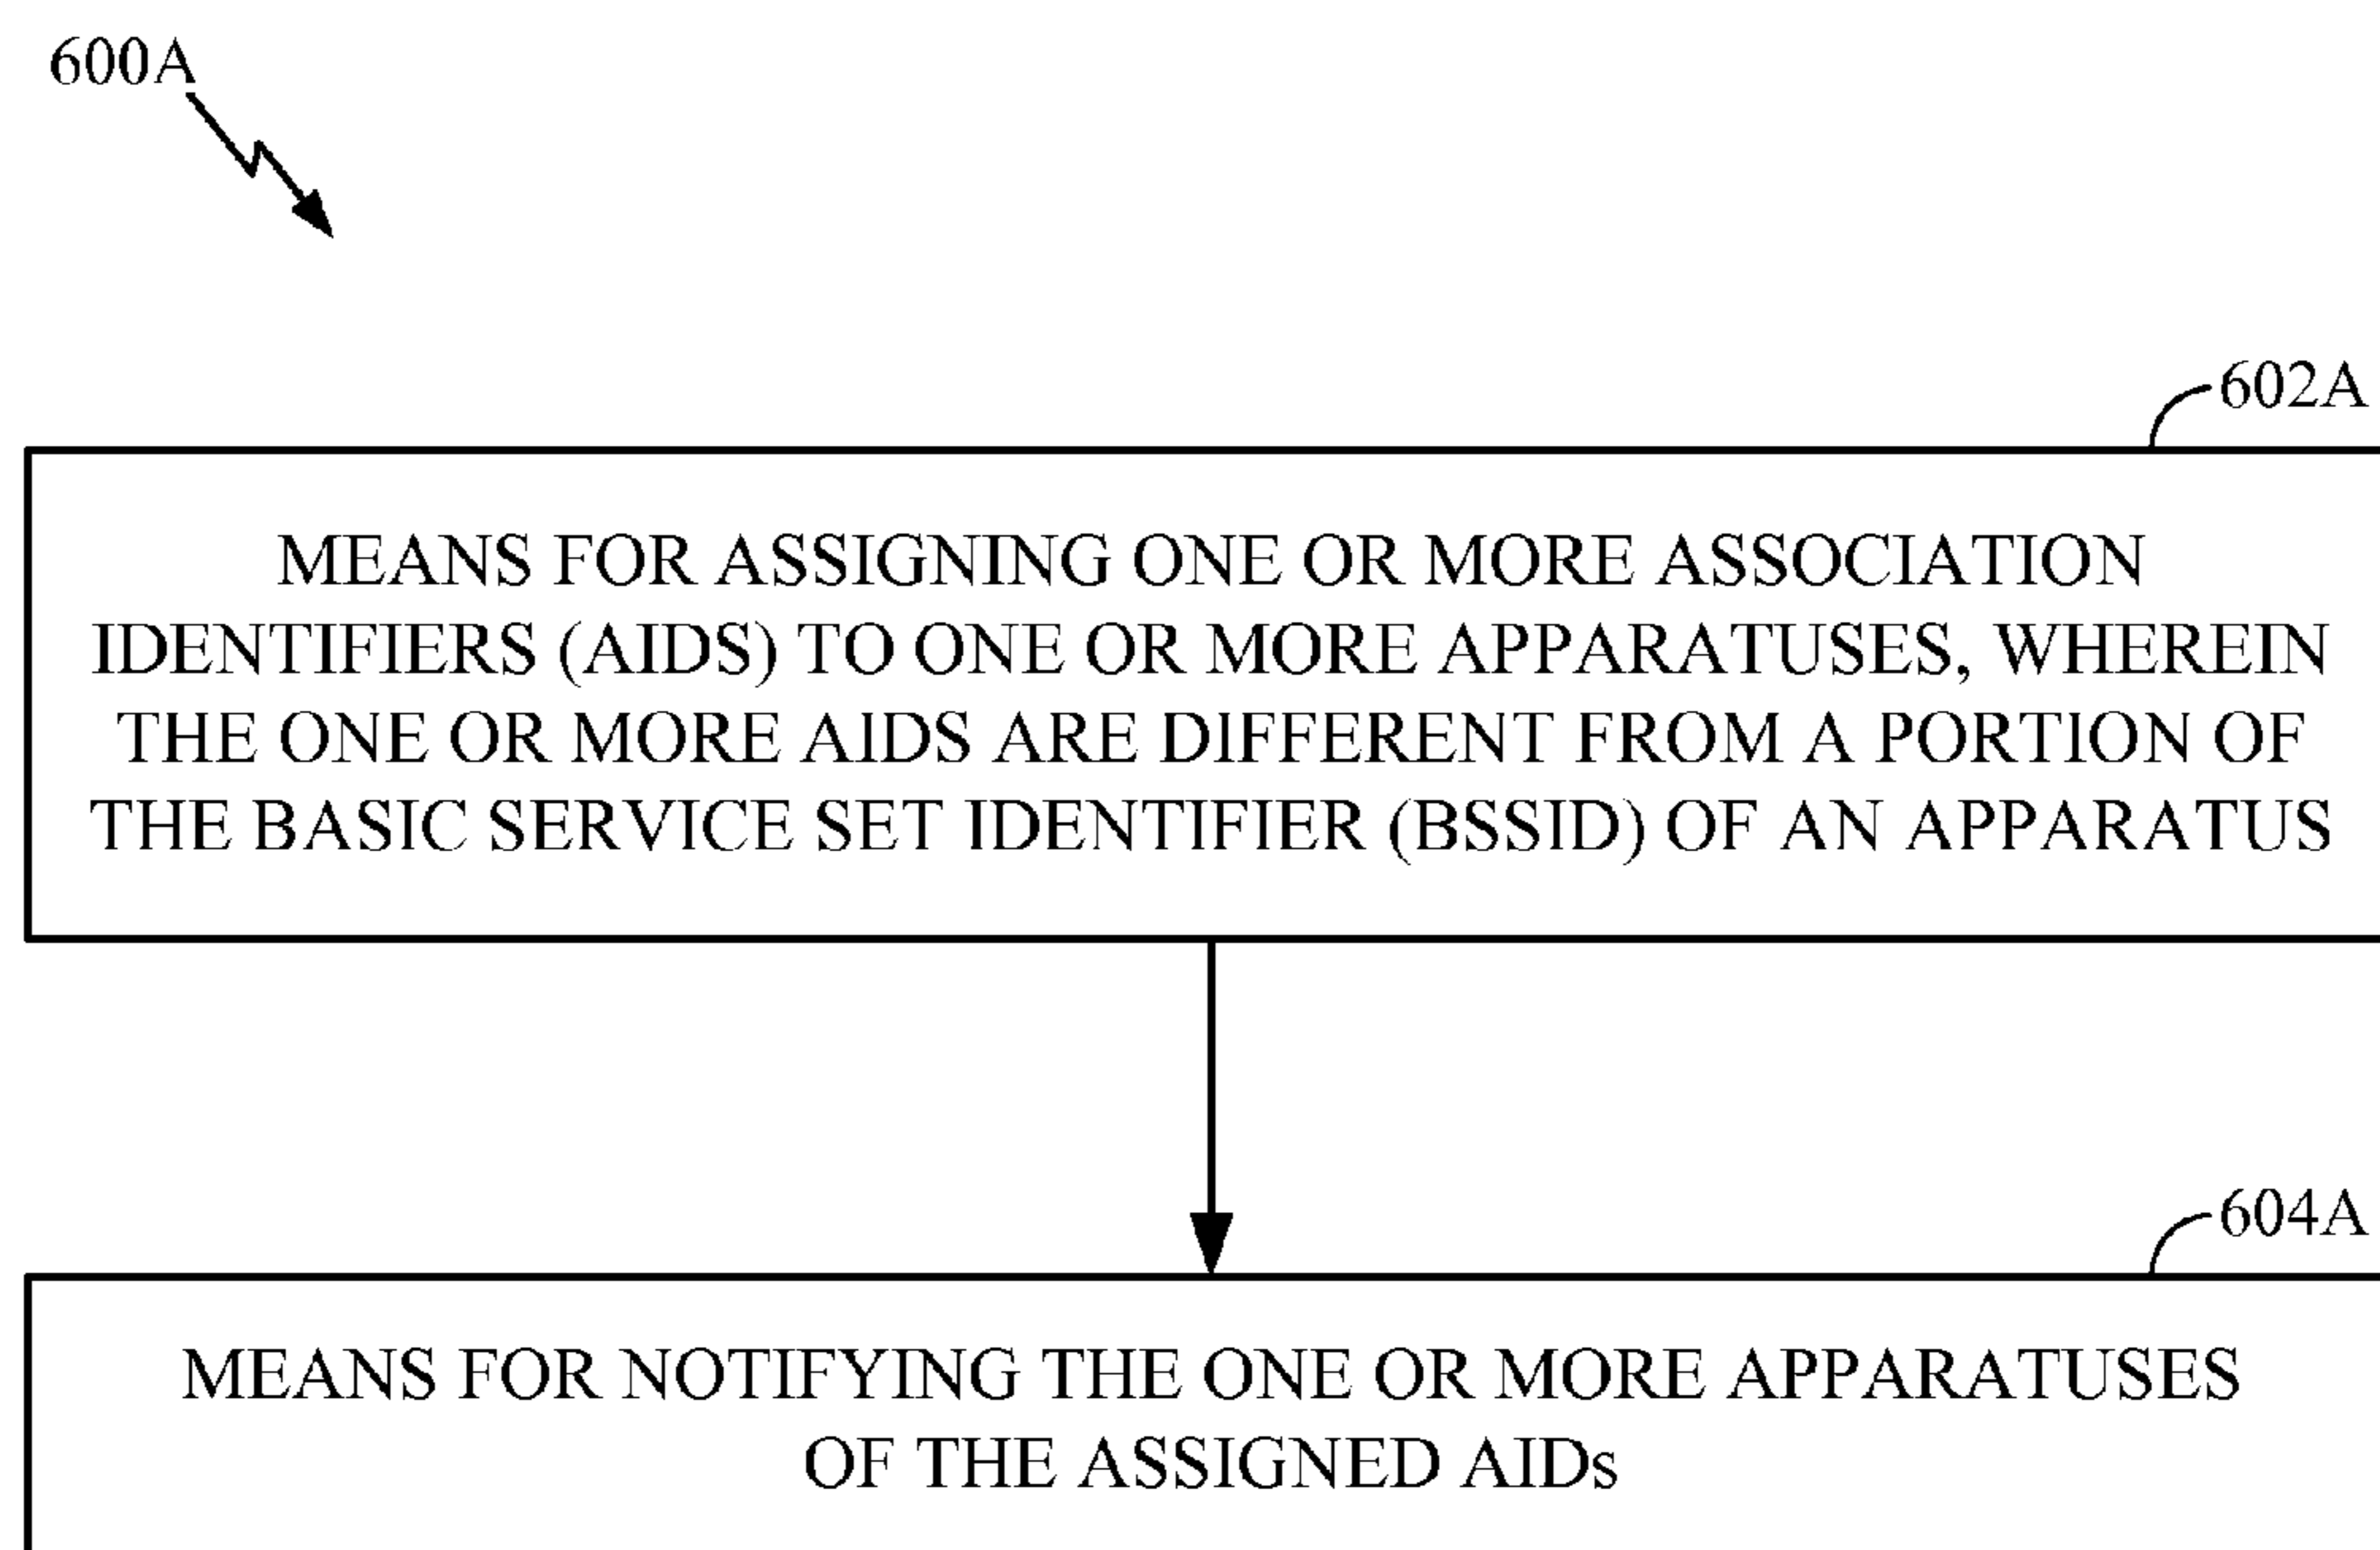 600A
602A
MEANS FOR ASSIGNING ONE OR MORE ASSOCIATION
IDENTIFIERS (AIDS) TO ONE OR MORE APPARATUSES, WHEREIN
THE ONE OR MORE AIDS ARE DIFFERENT FROM A PORTION OF
THE BASIC SERVICE SET IDENTIFIER (BSSID) OF AN APPARATUS
604A
MEANS FOR NOTIFYING THE ONE OR MORE APPARATUSES
OF THE ASSIGNED AIDs